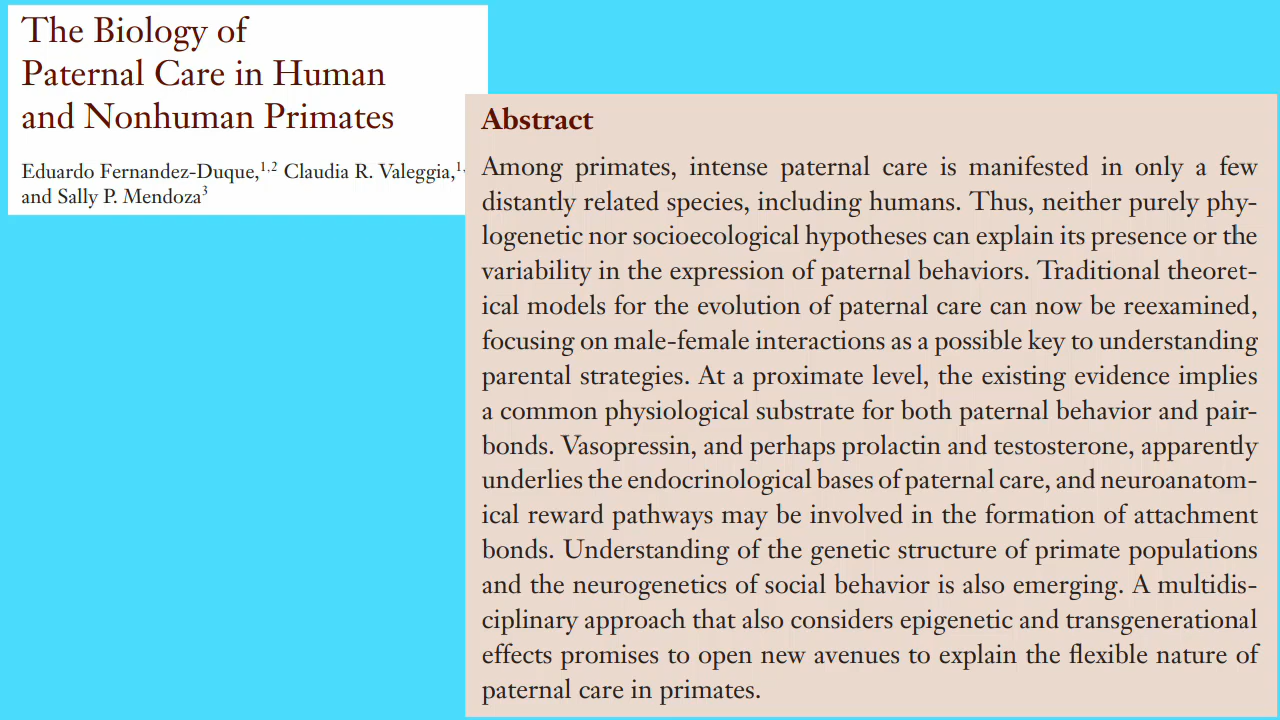 The Biology of
Paternal Care in Human
and Nonhuman Primates
Eduardo Fernandez-Duque,1,2 Claudia R. Valeggia,1,
and Sally P. Mendoza3
Abstract
Among primates, intense paternal care is manifested in only a few
distantly related species, including humans. Thus, neither purely phy-
logenetic nor socioecological hypotheses can explain its presence or the
variability in the expression of paternal behaviors. Traditional theoret-
ical models for the evolution of paternal care can now be reexamined,
focusing on male-female interactions as a possible key to understanding
parental strategies. At a proximate level, the existing evidence implies
a common physiological substrate for both paternal behavior and pair-
bonds. Vasopressin, and perhaps prolactin and testosterone, apparently
underlies the endocrinological bases of paternal care, and neuroanatom-
ical reward pathways may be involved in the formation of attachment
bonds. Understanding of the genetic structure of primate populations
and the neurogenetics of social behavior is also emerging. A multidis-
ciplinary approach that also considers epigenetic and transgenerational
effects promises to open new avenues to explain the flexible nature of
paternal care in primates.